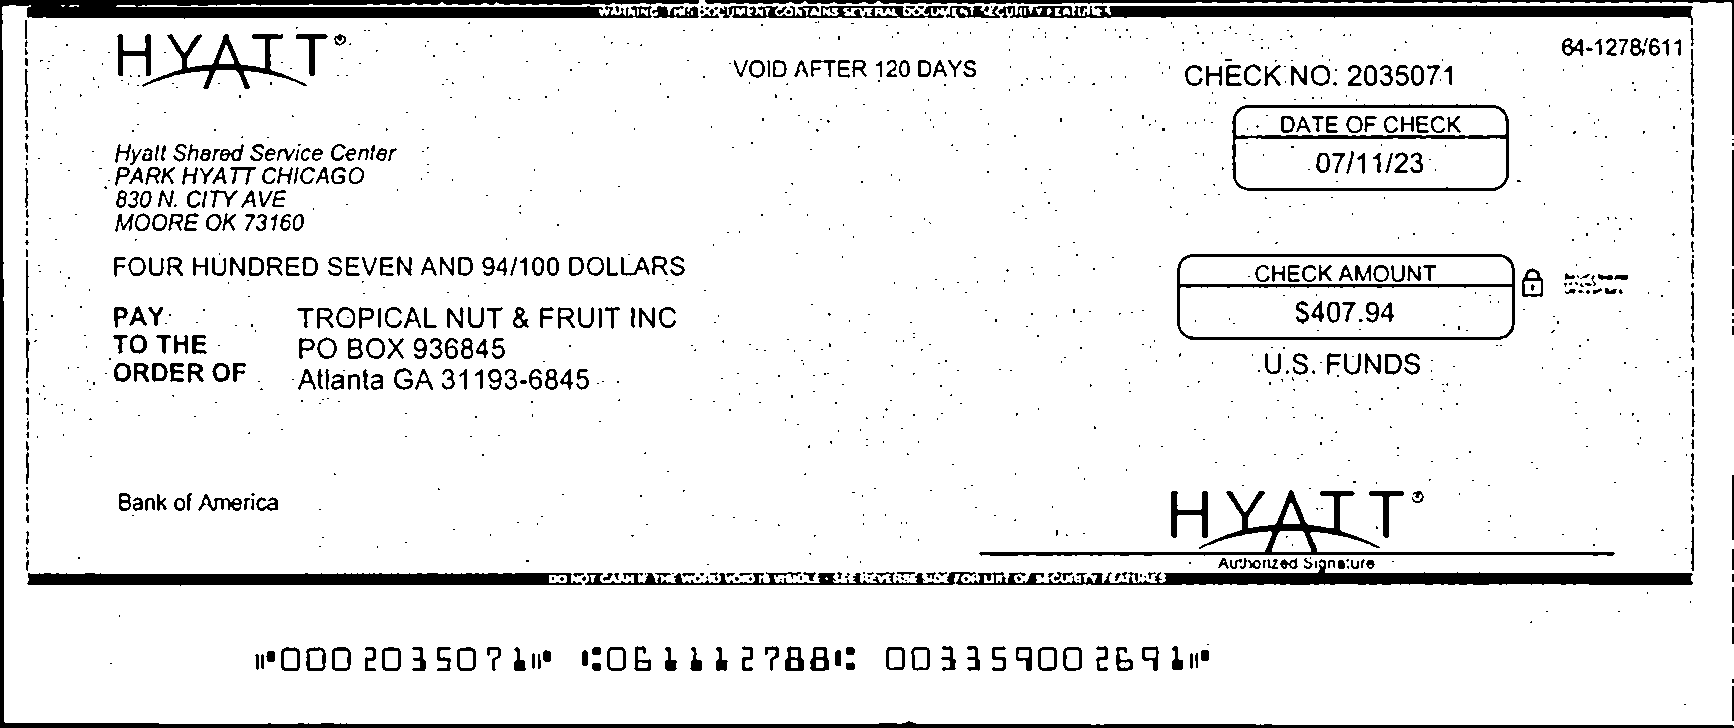 WARNING THIS DOCUMENT CONTAINS SEVERAL DOCUMENT SECURITY FEATURES
HYATT®
64-1278/611
VOID AFTER 120 DAYS
CHECK NO. 2035071
DATE OF CHECK
07/11/23
Hyatt Shared Service Center
PARK HYATT CHICAGO
830 N. CITY AVE
MOORE OK 73160
FOUR HUNDRED SEVEN AND 94/100 DOLLARS
CHECK AMOUNT
$407.94
U.S. FUNDS
PAY
TO THE
ORDER OF
TROPICAL NUT & FRUIT INC
PO BOX 936845
Atlanta GA 31193-6845
Bank of America
HYATT®
Authorized Signature
DO NOT CASH IF THE WORD VOID IS VISIBLE - SEE REVERSE SIDE FOR LIST OF SECURITY FEATURES
⑈0002035071⑈ ⑆061112788⑆ 003359002691⑈